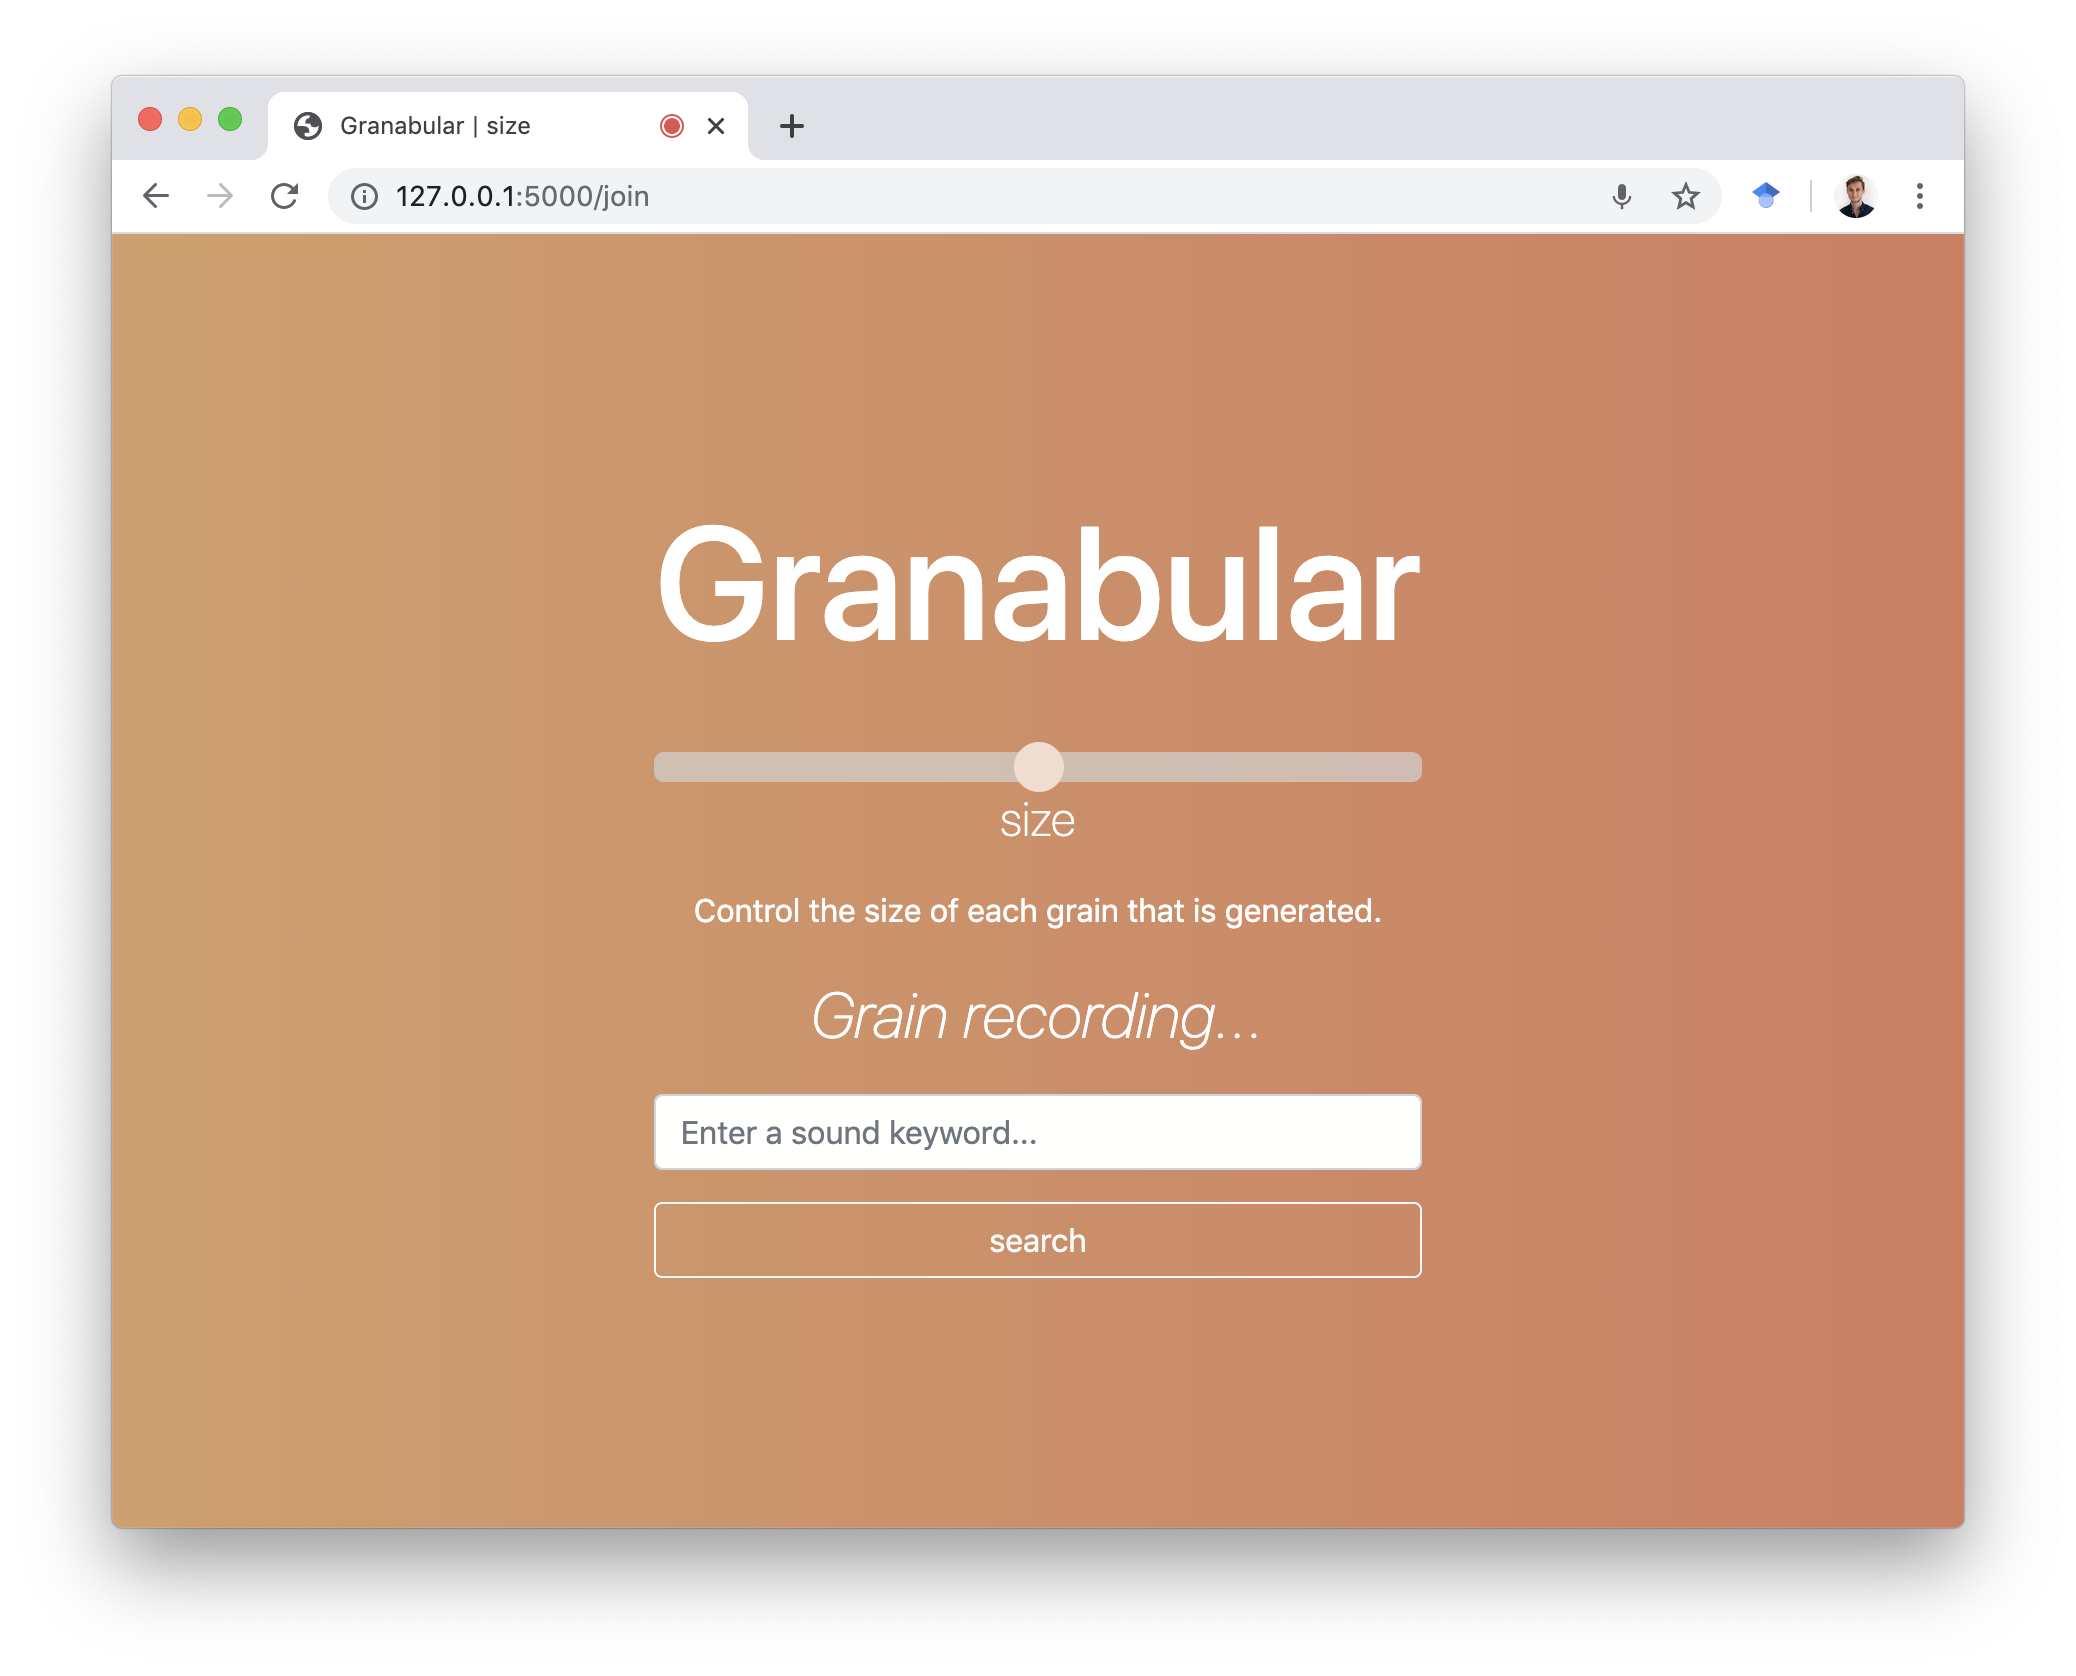 Granabular | size
127.0.0.1:5000/join
Granabular
size
Control the size of each grain that is generated.
Grain recording...
Enter a sound keyword...
search